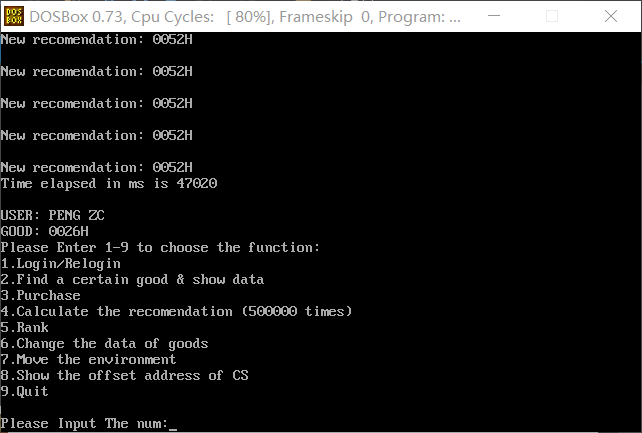 DOS
BOX
DOSBox 0.73, Cpu Cycles: [ 80%], Frameskip 0, Program: ...
New recomendation: 0052H
New recomendation: 0052H
New recomendation: 0052H
New recomendation: 0052H
New recomendation: 0052H
Time elapsed in ms is 47020
USER: PENG ZC
GOOD: 0026H
Please Enter 1-9 to choose the function:
1.Login/Relogin
2.Find a certain good & show data
3.Purchase
4.Calculate the recomendation (500000 times)
5.Rank
6.Change the data of goods
7.Move the environment
8.Show the offset address of CS
9.Quit
Please Input The num:_